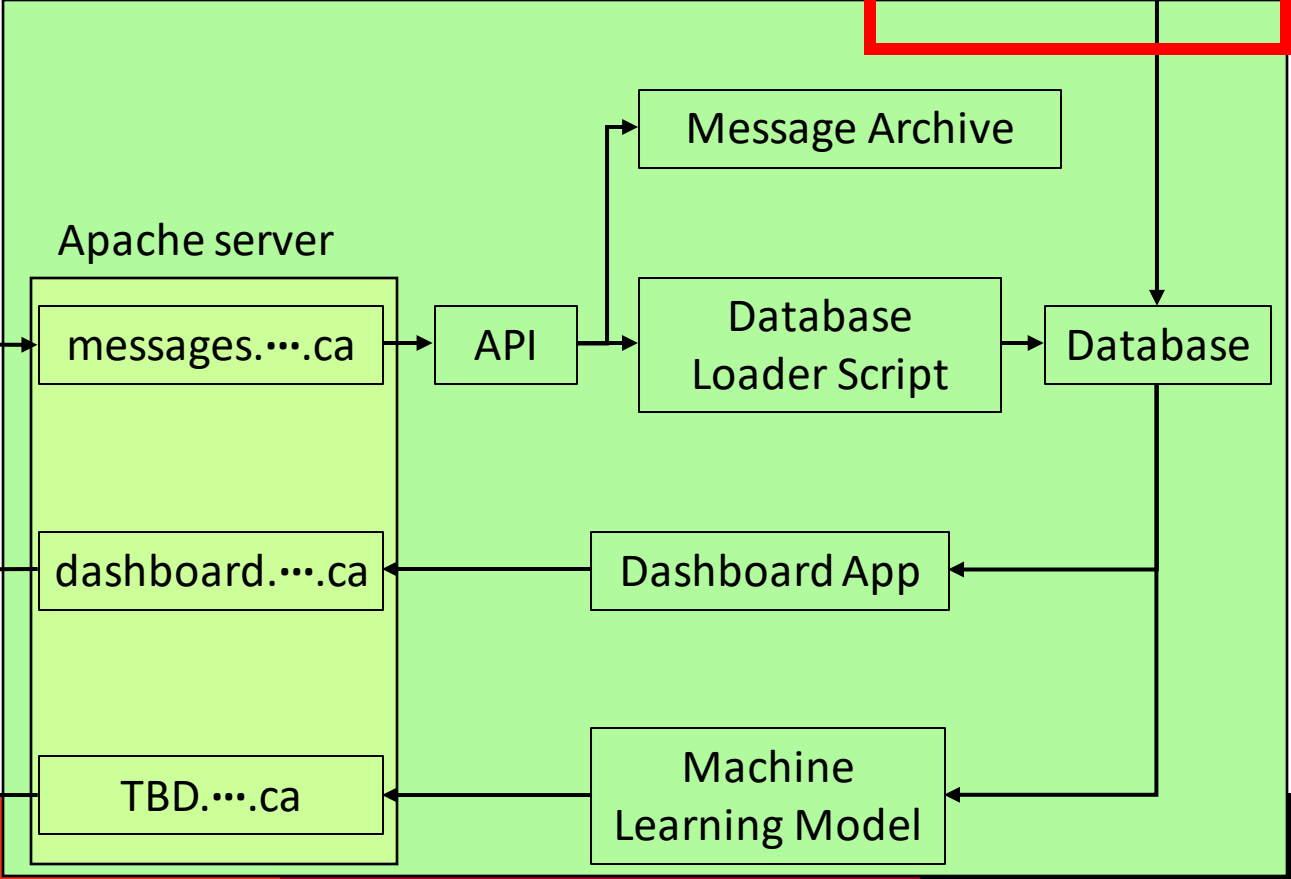 Message Archive
Apache server
messages.•••.ca
API
Database
Loader Script
Database
dashboard.•••.ca
Dashboard App
TBD.•••.ca
Machine
Learning Model